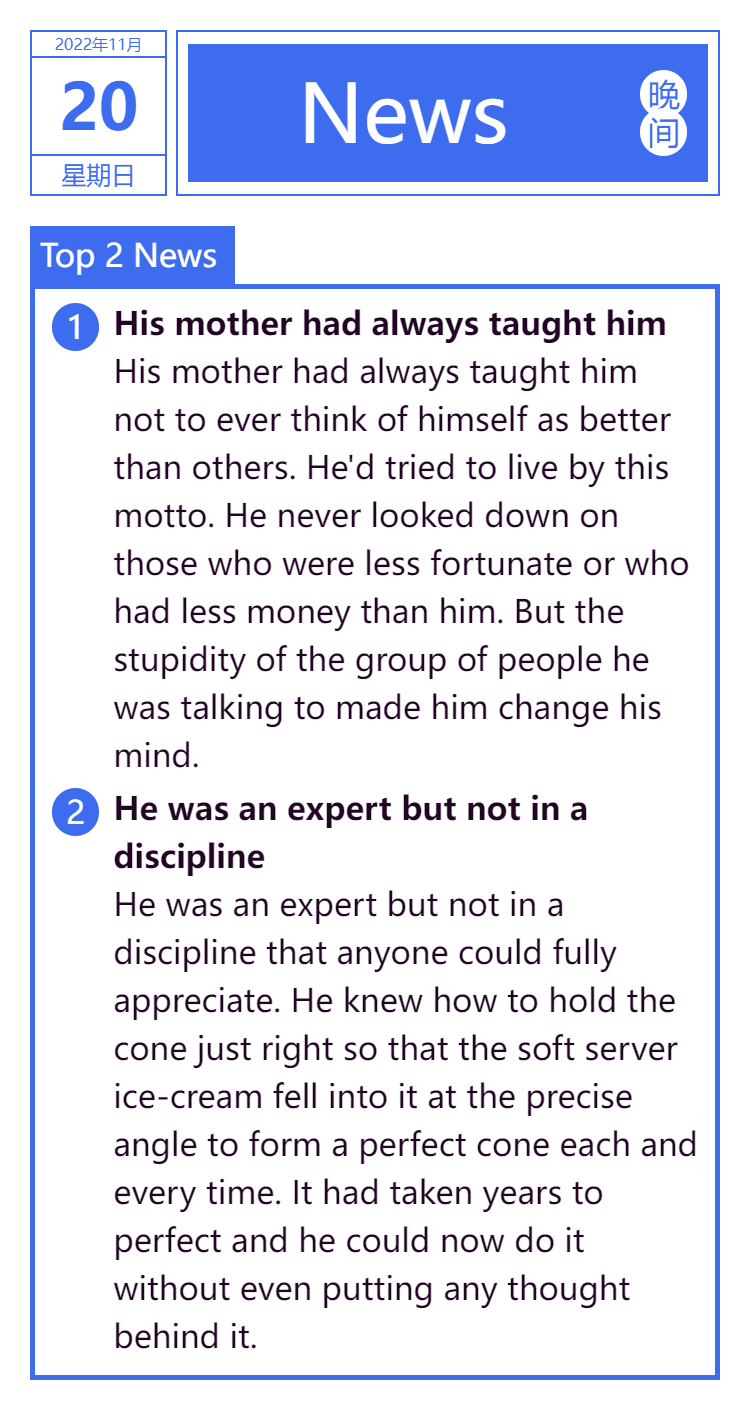 2022年11月
20
星期日
News
晚
间
Top 2 News
1
His mother had always taught him
His mother had always taught him
not to ever think of himself as better
than others. He'd tried to live by this
motto. He never looked down on
those who were less fortunate or who
had less money than him. But the
stupidity of the group of people he
was talking to made him change his
mind.
2
He was an expert but not in a
discipline
He was an expert but not in a
discipline that anyone could fully
appreciate. He knew how to hold the
cone just right so that the soft server
ice-cream fell into it at the precise
angle to form a perfect cone each and
every time. It had taken years to
perfect and he could now do it
without even putting any thought
behind it.